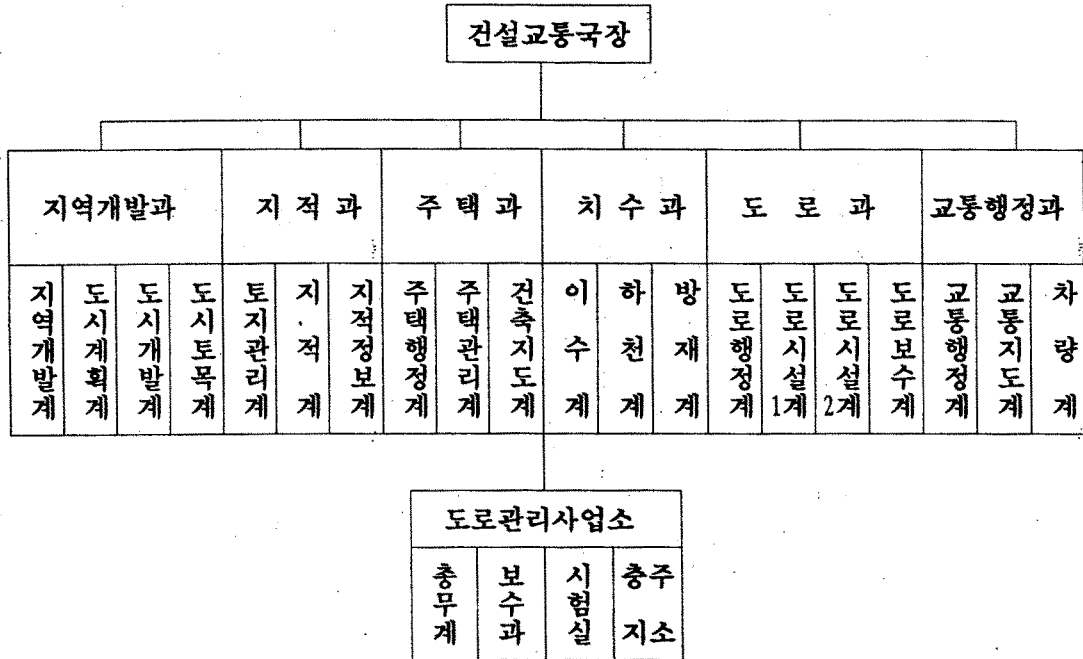 건설교통국장
지역개발과
지적과
주택과
치수과
도로과
교통행정과
지역개발계
도시계획계
도시개발계
도시토목계
토지관리계
지적계
지적정보계
주택행정계
주택관리계
건축지도계
이수계
하천계
방재계
도로행정계
도로시설1계
도로시설2계
도로보수계
교통행정계
교통지도계
차량계
도로관리사업소
총무계
보수과
시험실
충주지소